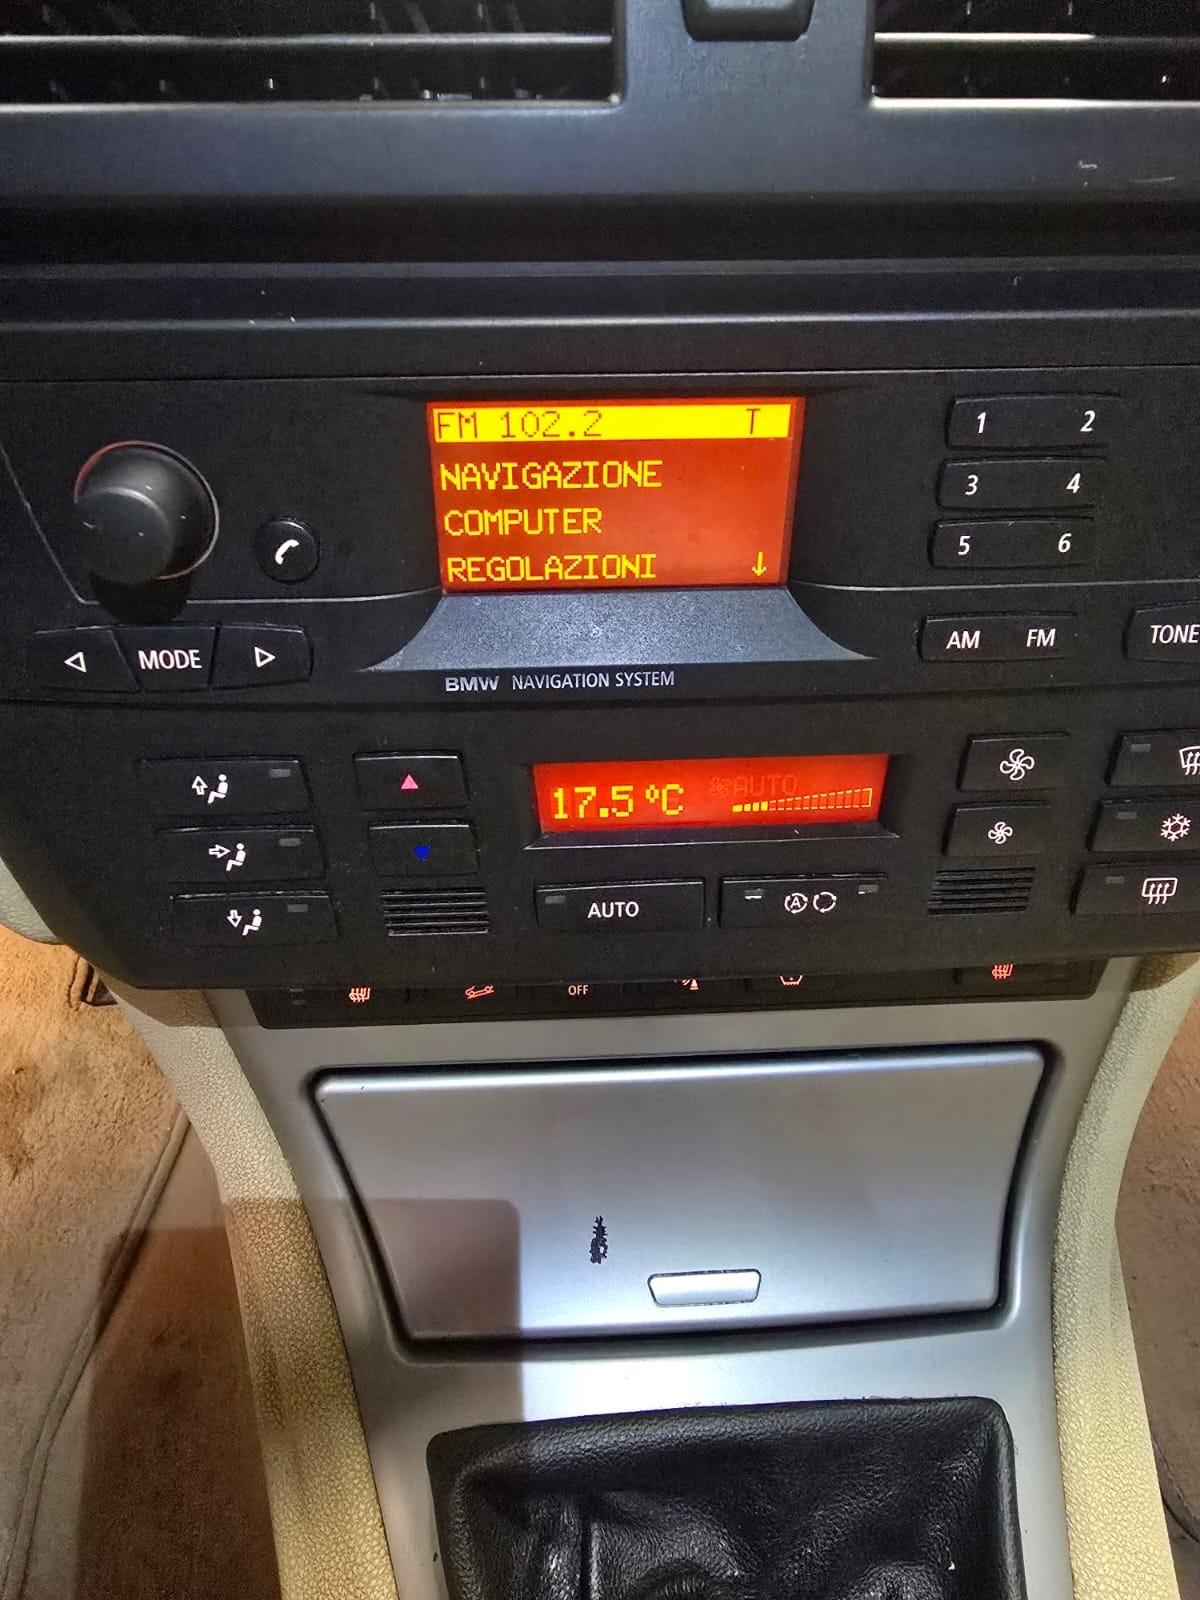 FM 102.2 T
NAVIGAZIONE
COMPUTER
REGOLAZIONI ↓
1 2
3 4
5 6
MODE
AM FM
TONE
BMW NAVIGATION SYSTEM
17.5 °C AUTO
AUTO
A
OFF